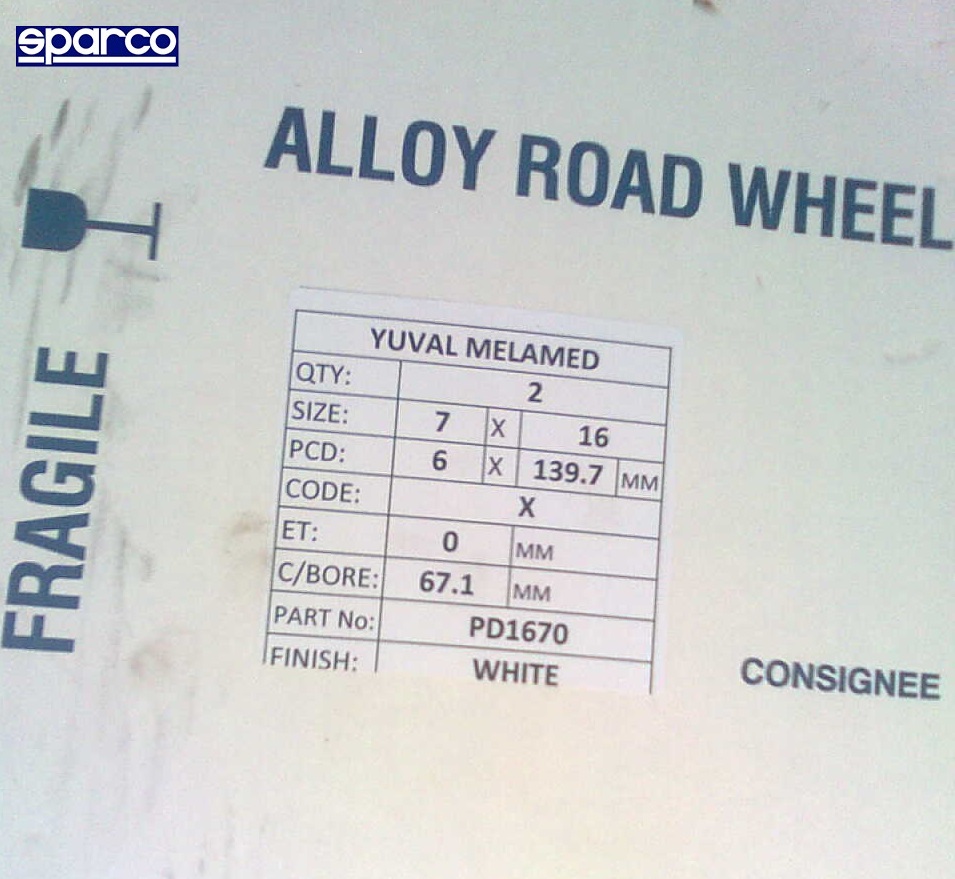 sparco
ALLOY ROAD WHEEL
FRAGILE
YUVAL MELAMED
QTY: 2
SIZE: 7 X 16
PCD: 6 X 139.7 MM
CODE: X
ET: 0 MM
C/BORE: 67.1 MM
PART No: PD1670
FINISH: WHITE
CONSIGNEE